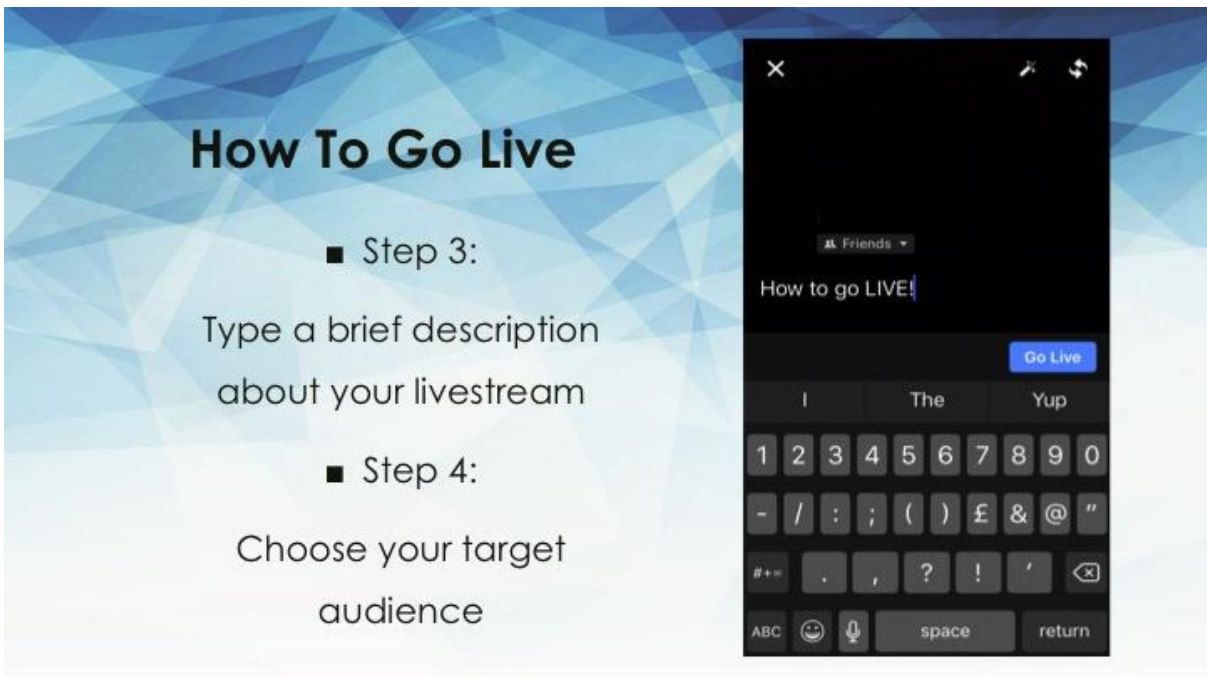 How To Go Live
■ Step 3:
Type a brief description
about your livestream
■ Step 4:
Choose your target
audience
Friends
How to go LIVE!
Go Live
I The Yup
1 2 3 4 5 6 7 8 9 0
- / : ; ( ) £ & @ "
#+= . , ? ! '
ABC space return